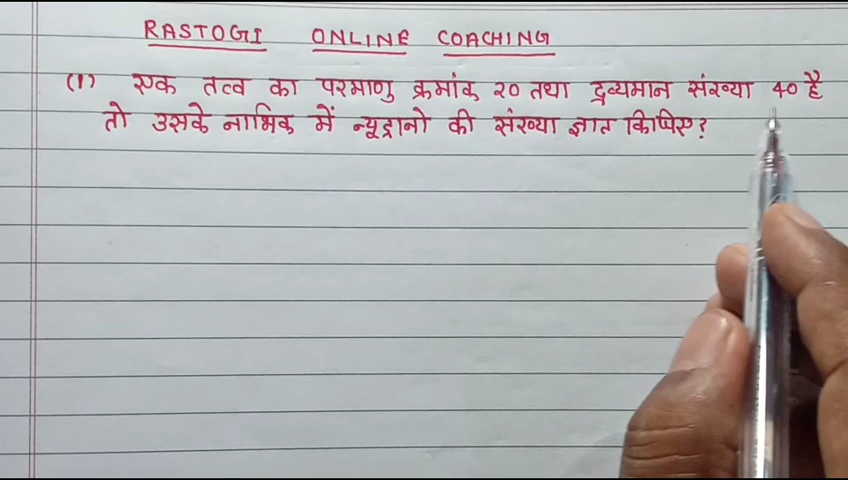 RASTOGI ONLINE COACHING
(1) एक तत्व का परमाणु क्रमांक २० तथा द्रव्यमान संख्या 40 है
तो उसके नाभिक में न्यूट्रानो की संख्या ज्ञात किजिए?